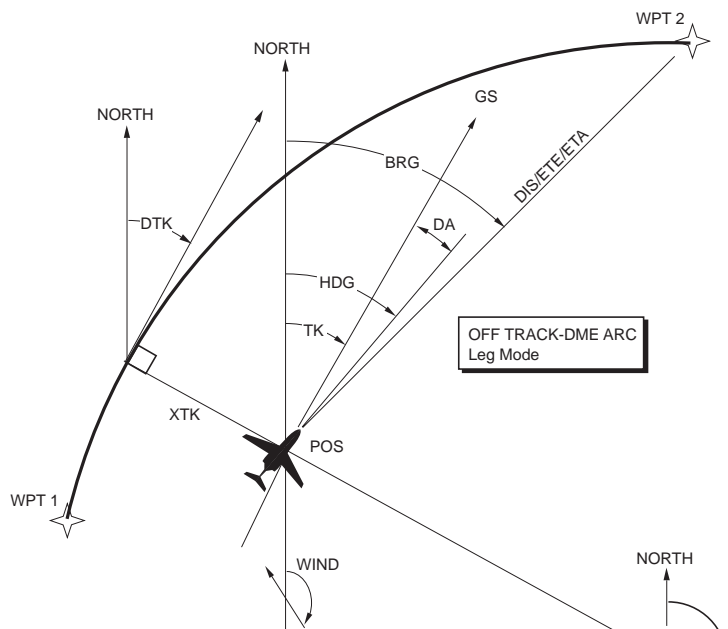 WPT 2
NORTH
GS
NORTH
BRG
DIS/ETE/ETA
DTK
DA
HDG
TK
OFF TRACK-DME ARC
Leg Mode
XTK
POS
WPT 1
WIND
NORTH